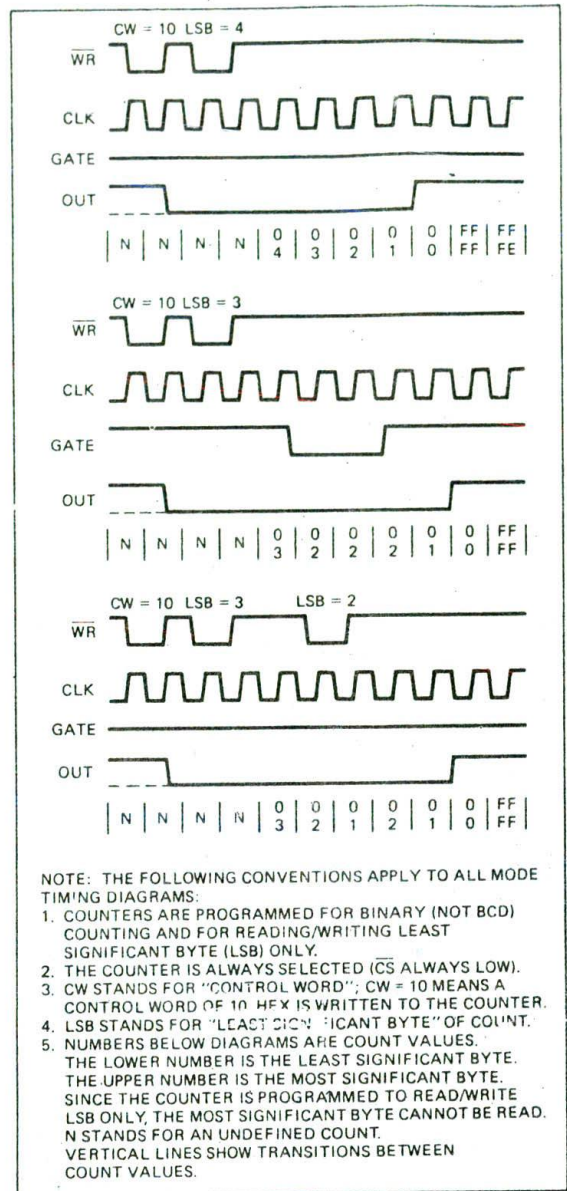 CW = 10 LSB = 4
WR
CLK
GATE
OUT
| N | N | N | N | 0 | 0 | 0 | 0 | 0 | FF | FF |
4 3 2 1 0 FF FE
CW = 10 LSB = 3
WR
CLK
GATE
OUT
| N | N | N | N | 0 | 0 | 0 | 0 | 0 | 0 | FF |
3 2 2 2 1 0 FF
CW = 10 LSB = 3 LSB = 2
WR
CLK
GATE
OUT
| N | N | N | N | 0 | 0 | 0 | 0 | 0 | 0 | FF |
3 2 1 2 1 0 FF
NOTE: THE FOLLOWING CONVENTIONS APPLY TO ALL MODE
TIMING DIAGRAMS:
1. COUNTERS ARE PROGRAMMED FOR BINARY (NOT BCD)
COUNTING AND FOR READING/WRITING LEAST
SIGNIFICANT BYTE (LSB) ONLY.
2. THE COUNTER IS ALWAYS SELECTED (CS ALWAYS LOW).
3. CW STANDS FOR "CONTROL WORD"; CW = 10 MEANS A
CONTROL WORD OF 10, HEX IS WRITTEN TO THE COUNTER.
4. LSB STANDS FOR "LEAST SIGNIFICANT BYTE" OF COUNT.
5. NUMBERS BELOW DIAGRAMS ARE COUNT VALUES.
THE LOWER NUMBER IS THE LEAST SIGNIFICANT BYTE.
THE UPPER NUMBER IS THE MOST SIGNIFICANT BYTE.
SINCE THE COUNTER IS PROGRAMMED TO READ/WRITE
LSB ONLY, THE MOST SIGNIFICANT BYTE CANNOT BE READ.
N STANDS FOR AN UNDEFINED COUNT.
VERTICAL LINES SHOW TRANSITIONS BETWEEN
COUNT VALUES.